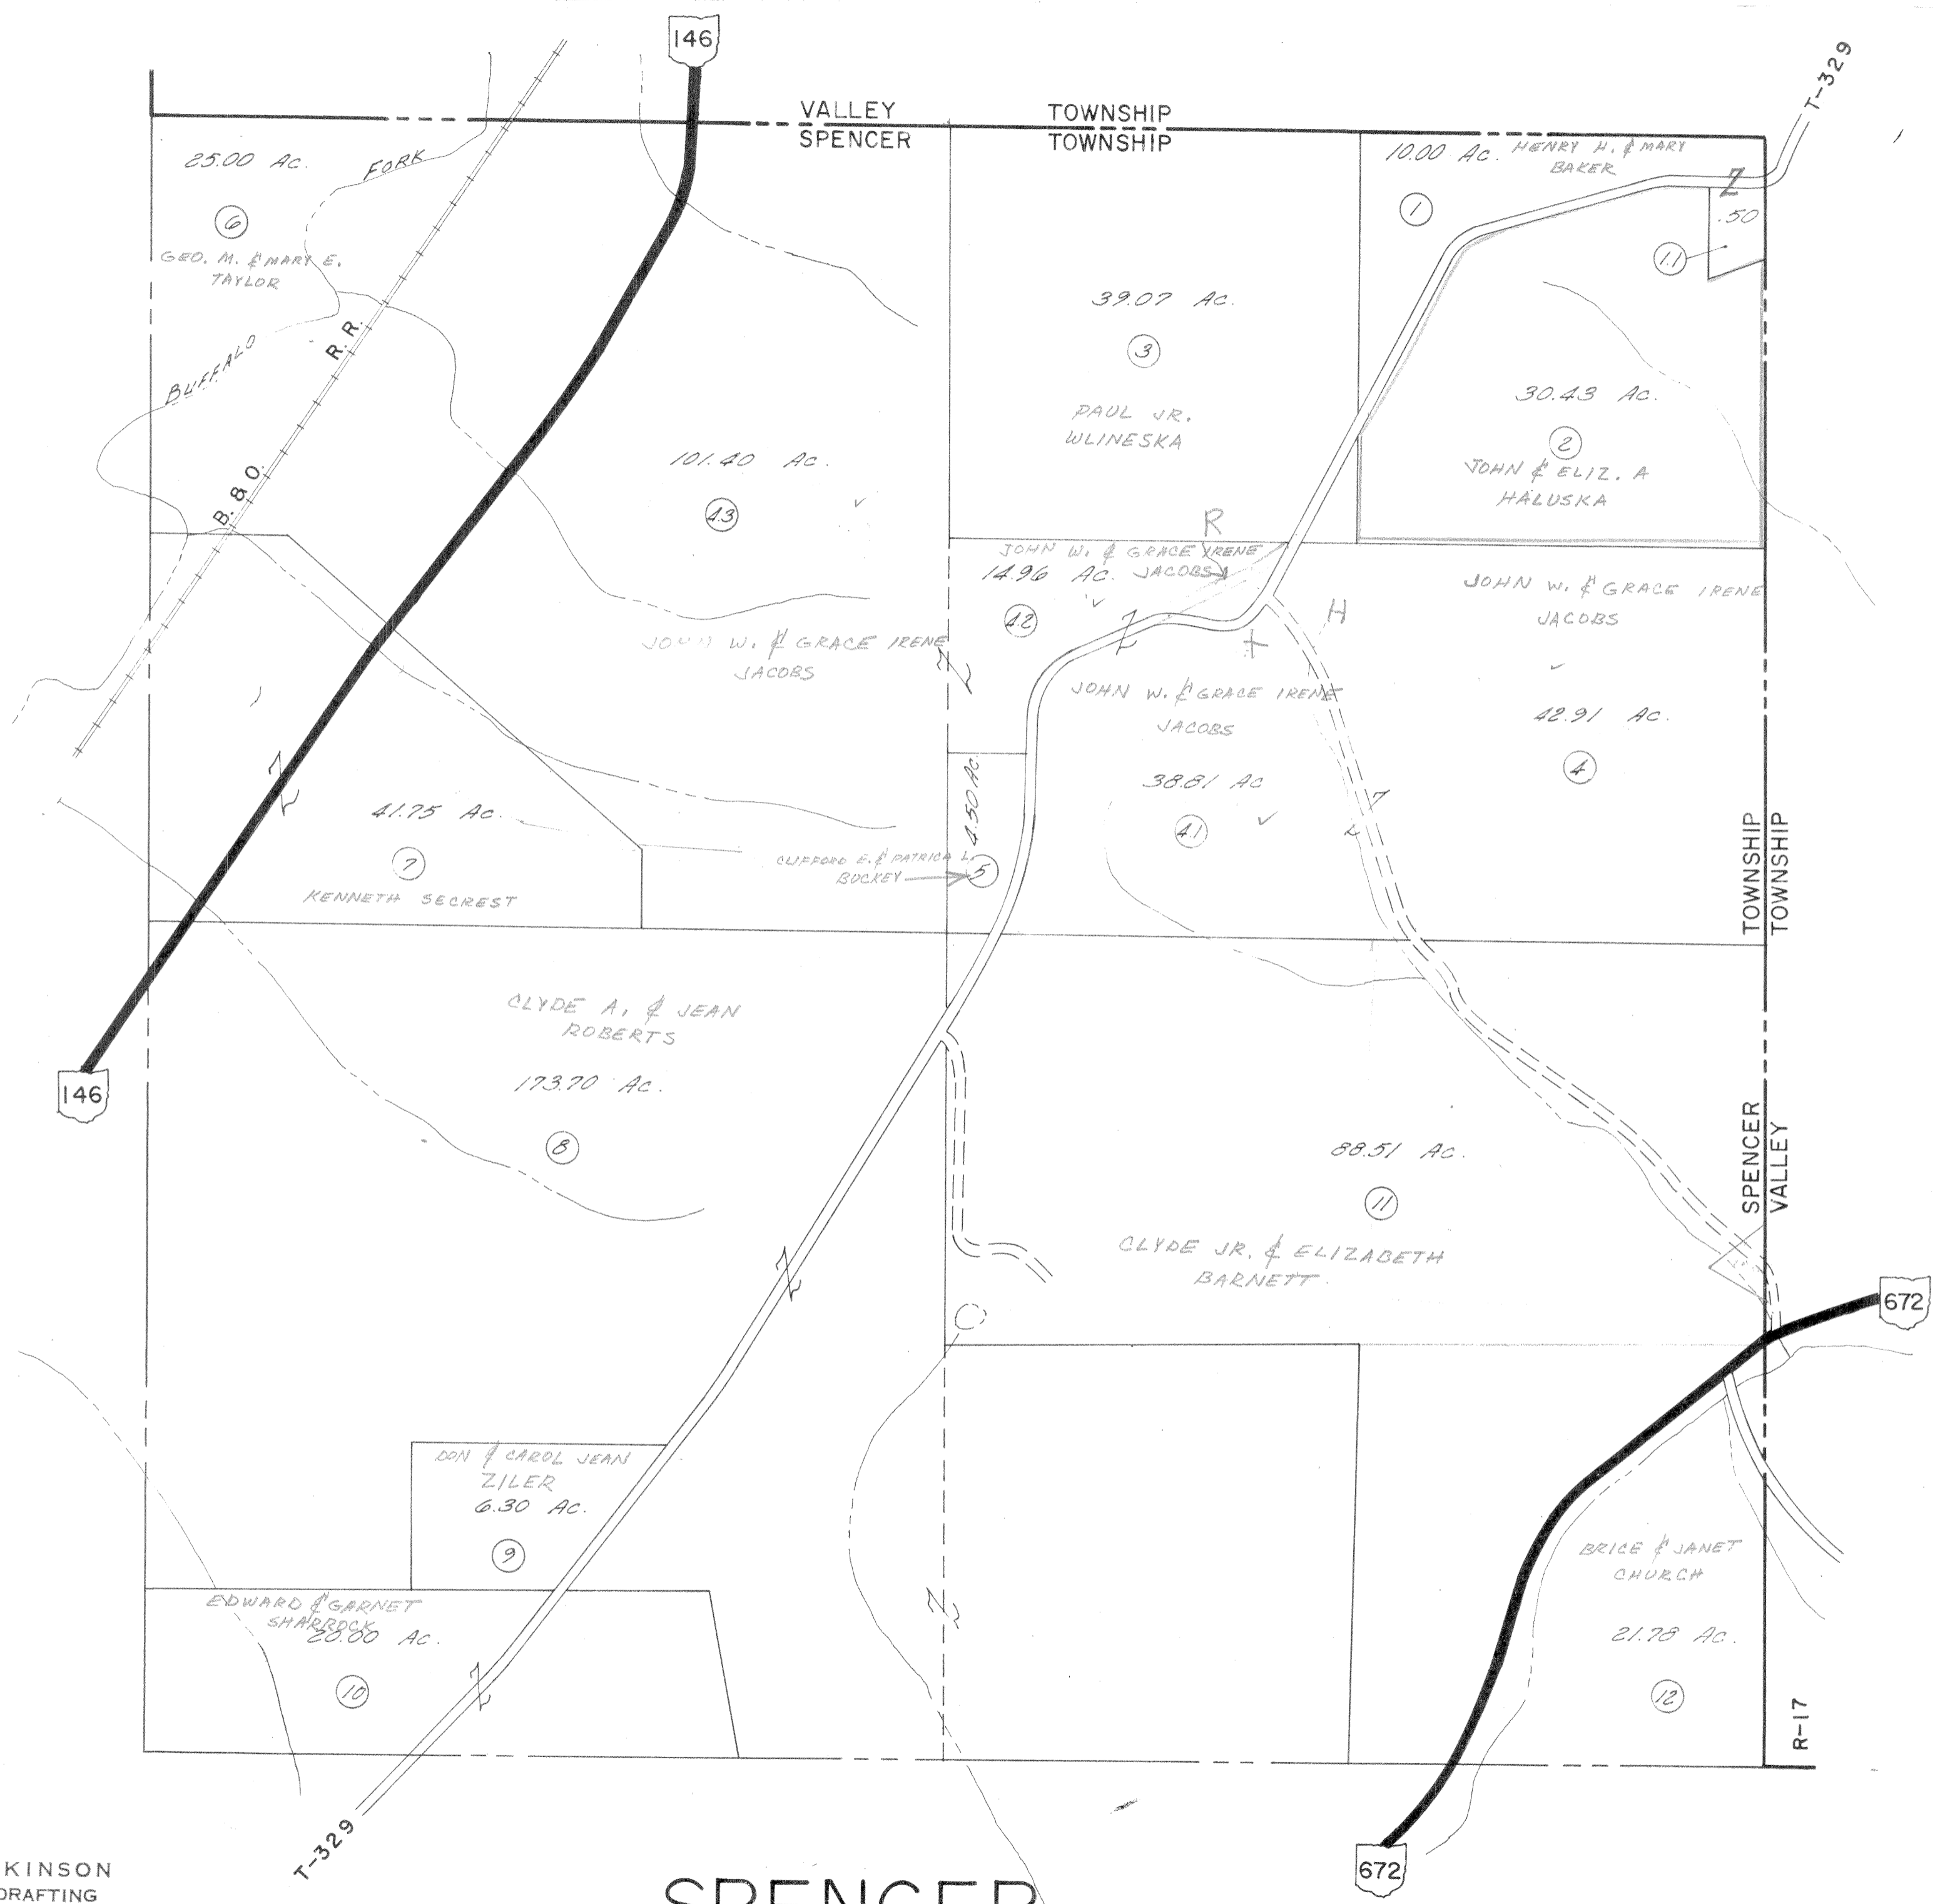 146
T-329
VALLEY TOWNSHIP
SPENCER TOWNSHIP
25.00 Ac.
FORK
6
GEO. M. & MARY E.
TAYLOR
BUFFALO
B. & O. R. R.
10.00 Ac. HENRY H. & MARY
BAKER
1
Z
.50
1.1
39.07 Ac.
3
PAUL JR.
WLINESKA
30.43 Ac.
2
JOHN & ELIZ. A
HALUSKA
101.40 Ac.
4.3
JOHN W. & GRACE IRENE
JACOBS
R
JOHN W. & GRACE IRENE
14.96 Ac. JACOBS
4.2
H
JOHN W. & GRACE IRENE
JACOBS
42.91 Ac.
4
JOHN W. & GRACE IRENE
JACOBS
38.81 Ac
4.1
4.50 Ac.
CLIFFORD E. & PATRICA L.
BUCKEY
5
41.75 Ac.
7
KENNETH SECREST
TOWNSHIP
TOWNSHIP
CLYDE A. & JEAN
ROBERTS
173.70 Ac.
8
146
88.51 Ac.
11
CLYDE JR. & ELIZABETH
BARNETT.
SPENCER
VALLEY
672
DON & CAROL JEAN
ZILER
6.30 Ac.
9
EDWARD & GARNET
SHARROCK
20.00 Ac.
10
BRICE & JANET
CHURCH
21.78 Ac.
12
R-17
T-329
672
KINSON
DRAFTING
SPENCER